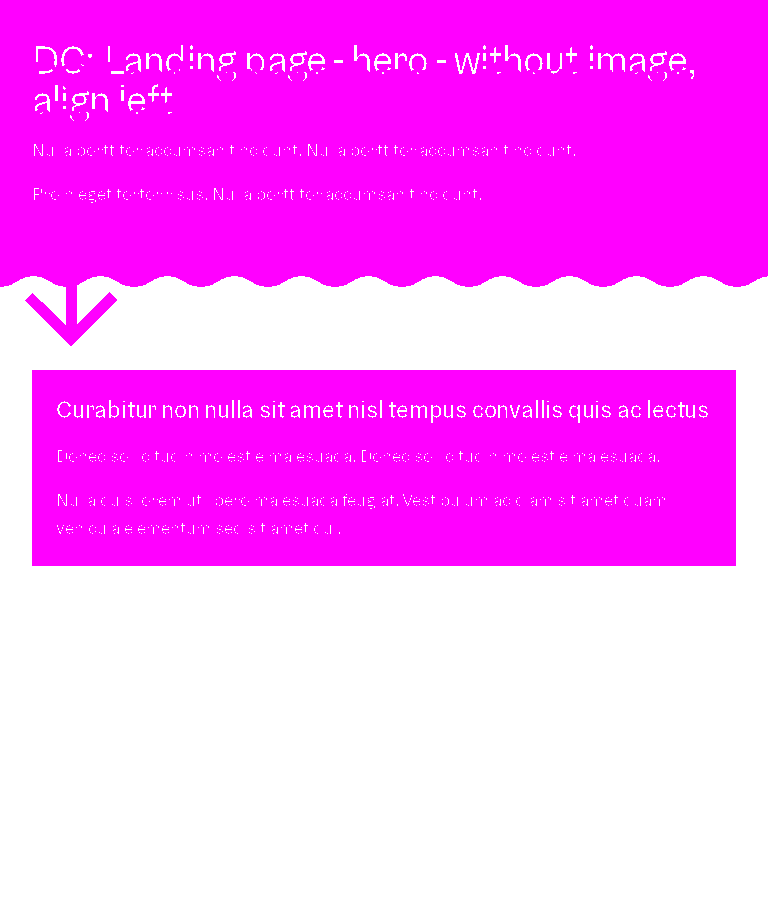 DC: Landing page - hero - without image,
align left
Nulla porttitor accumsan tincidunt. Nulla porttitor accumsan tincidunt.
Proin eget tortor risus. Nulla porttitor accumsan tincidunt.
Curabitur non nulla sit amet nisl tempus convallis quis ac lectus
Donec sollicitudin molestie malesuada. Donec sollicitudin molestie malesuada.
Nulla quis lorem ut libero malesuada feugiat. Vestibulum ac diam sit amet quam
vehicula elementum sed sit amet dui.